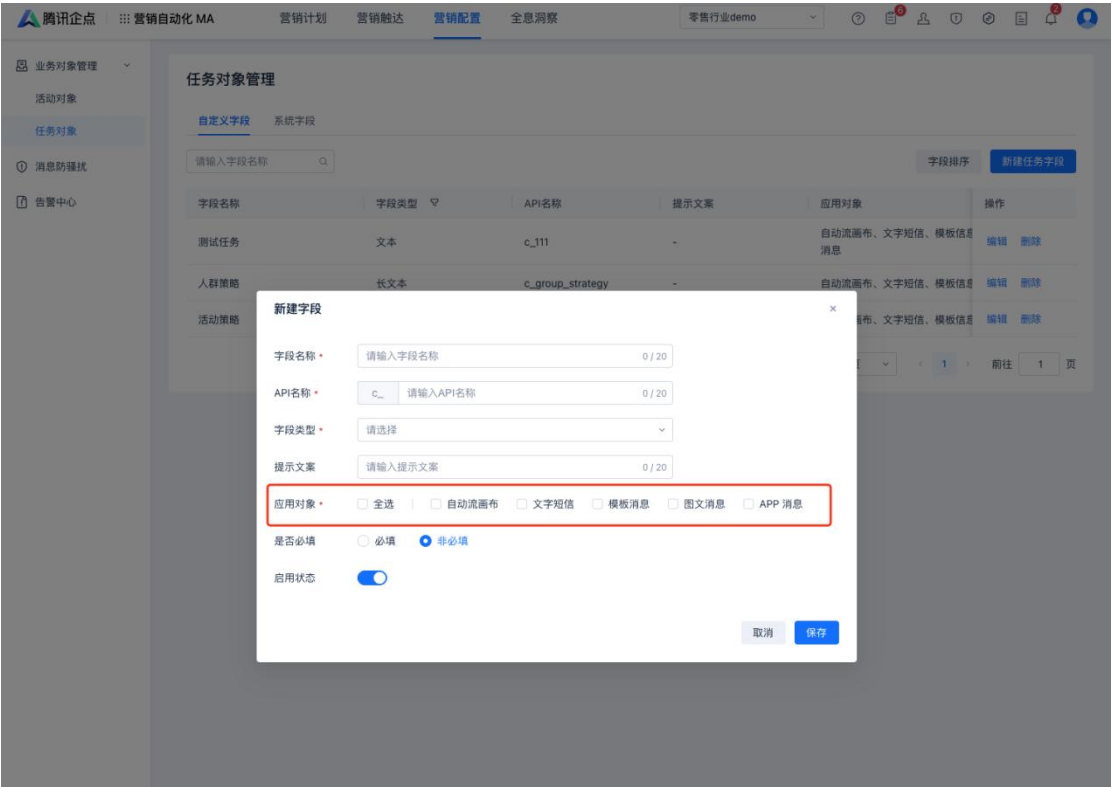 腾讯企点 营销自动化 MA 营销计划 营销触达 营销配置 全息洞察 零售行业demo 6 2
业务对象管理
活动对象
任务对象
消息防骚扰
告警中心
任务对象管理
自定义字段 系统字段
请输入字段名称 字段排序 新建任务字段
字段名称 字段类型 API名称 提示文案 应用对象 操作
测试任务 文本 c_111 - 自动流画布、文字短信、模板信息 编辑 删除
消息
人群策略 长文本 c_group_strategy - 自动流画布、文字短信、模板信息 编辑 删除
活动策略 布、文字短信、模板信息 编辑 删除
1 前往 1 页
新建字段
字段名称 • 请输入字段名称 0 / 20
API名称 • c_ 请输入API名称 0 / 20
字段类型 • 请选择
提示文案 请输入提示文案 0 / 20
应用对象 • 全选 自动流画布 文字短信 模板消息 图文消息 APP 消息
是否必填 必填 非必填
启用状态
取消 保存